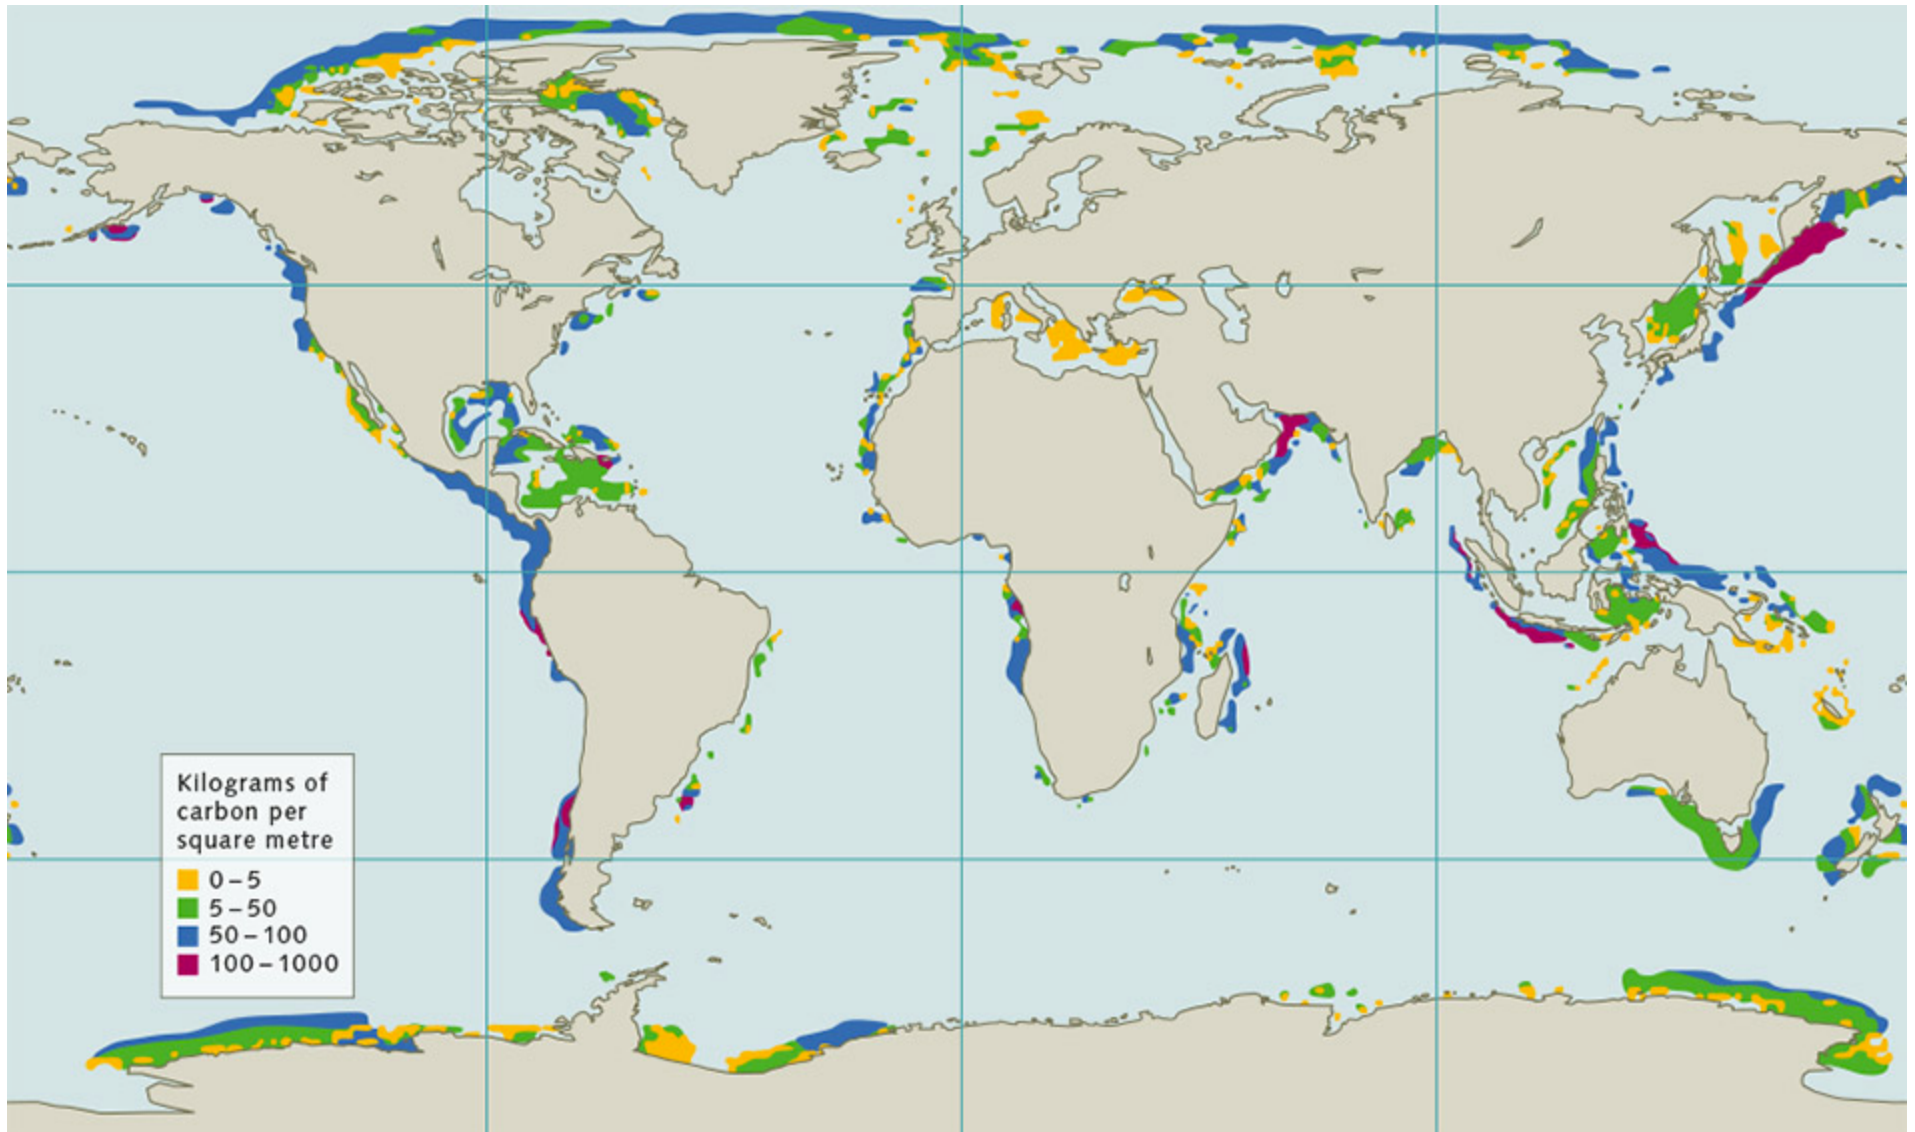 Kilograms of
carbon per
square metre
0–5
5–50
50–100
100–1000